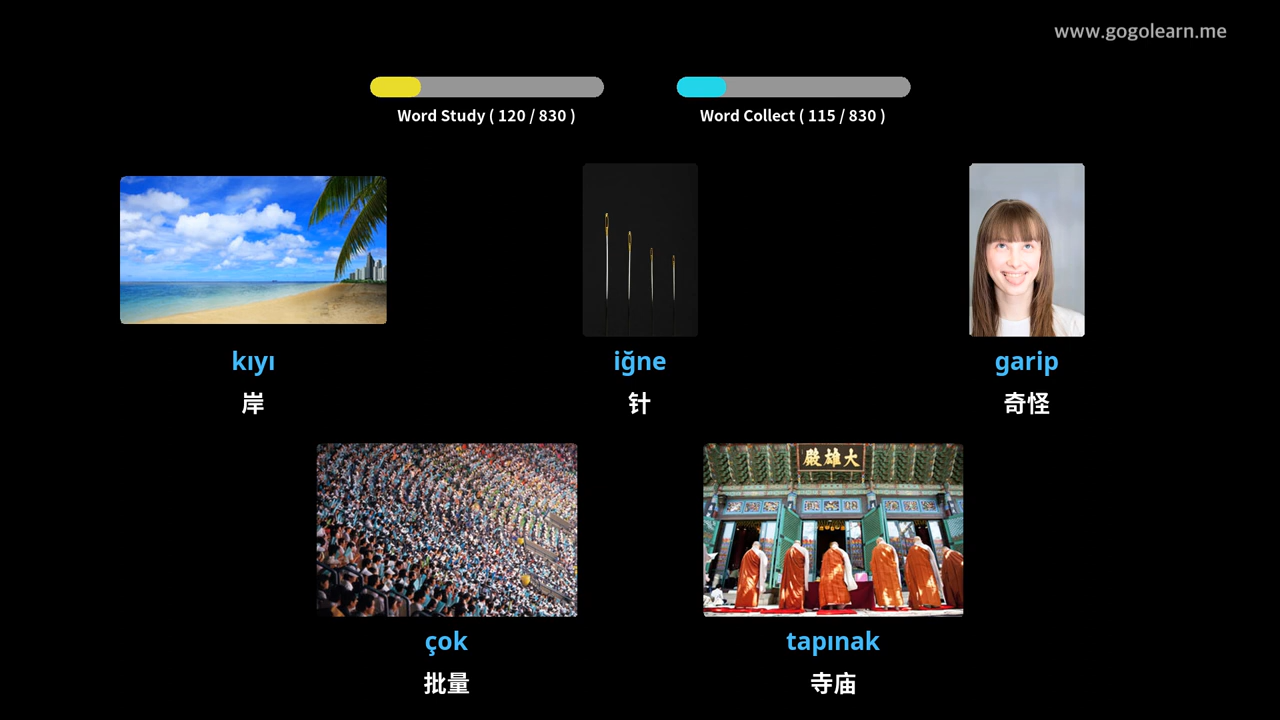 www.gogolearn.me
Word Study ( 120 / 830 )
Word Collect ( 115 / 830 )
kıyı
岸
iğne
针
garip
奇怪
殿雄大
çok
批量
tapınak
寺庙